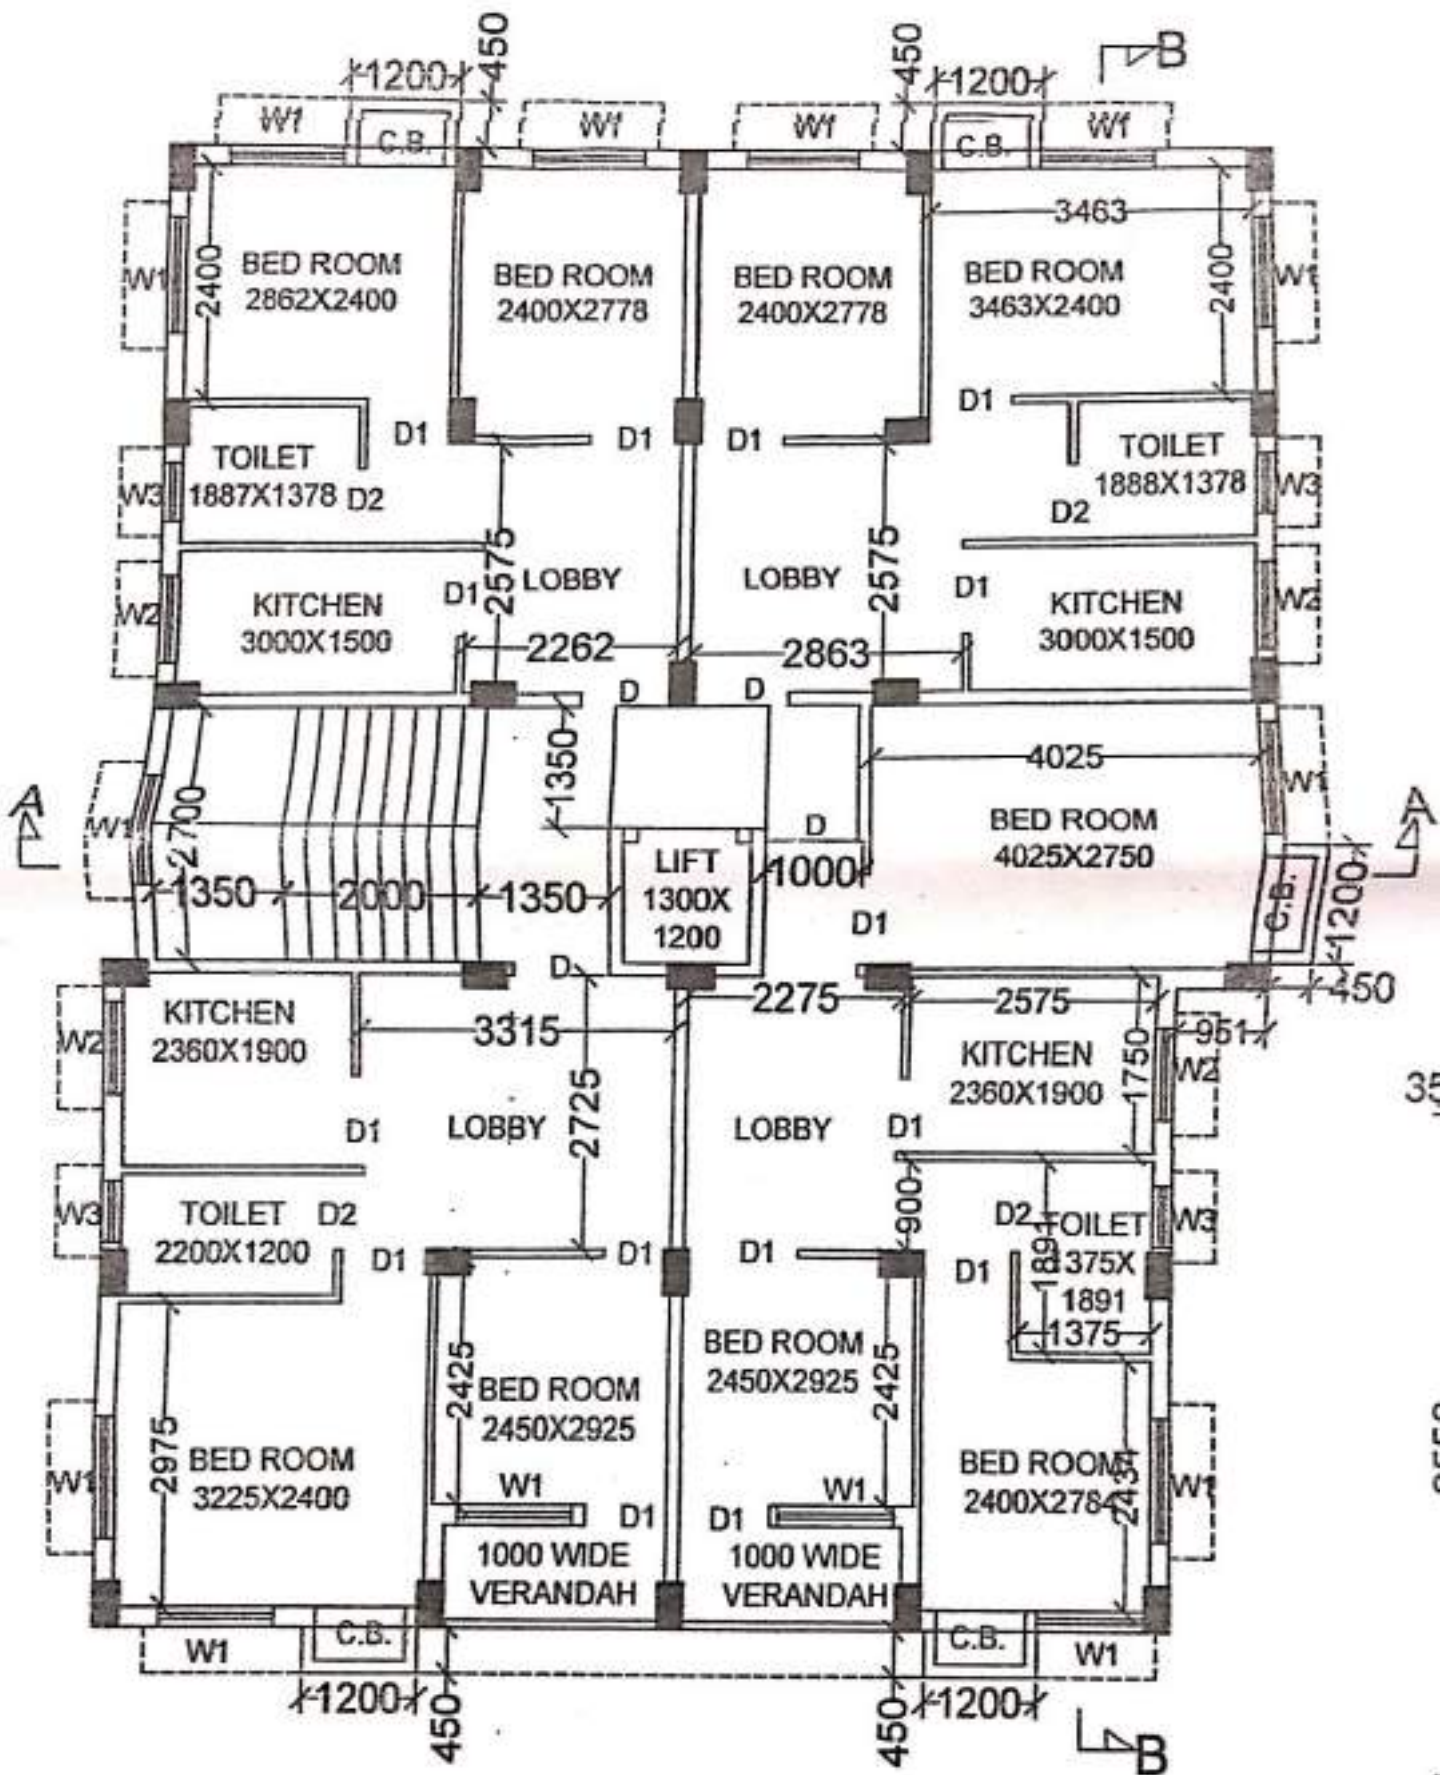 450
450
B
1200
1200
W1
C.B.
W1
W1
C.B.
W1
3463
W1
2400
BED ROOM
2862X2400
BED ROOM
2400X2778
BED ROOM
2400X2778
BED ROOM
3463X2400
2400
W1
D1
D1
D1
D1
TOILET
1887X1378
D2
TOILET
1888X1378
D2
W3
W3
2575
LOBBY
LOBBY
2575
W2
KITCHEN
3000X1500
D1
D1
KITCHEN
3000X1500
W2
2262
2863
D
D
1350
4025
W1
A
W1
2700
D
BED ROOM
4025X2750
A
1350
2000
1350
LIFT
1300X
1200
1000
D1
C.B.
1200
D
450
2275
2575
951
KITCHEN
2360X1900
W2
3315
KITCHEN
2360X1900
1750
W2
35
2725
D1
LOBBY
LOBBY
D1
W3
TOILET
2200X1200
D2
900
D2
1891
TOILET
1375X
1891
W3
D1
D1
D1
D1
1375
2425
BED ROOM
2450X2925
BED ROOM
2450X2925
2425
2975
BED ROOM
3225X2400
BED ROOM
2400X2784
2434
W1
W1
W1
W1
D1
D1
1000 WIDE
VERANDAH
1000 WIDE
VERANDAH
W1
C.B.
C.B.
W1
1200
450
450
1200
B